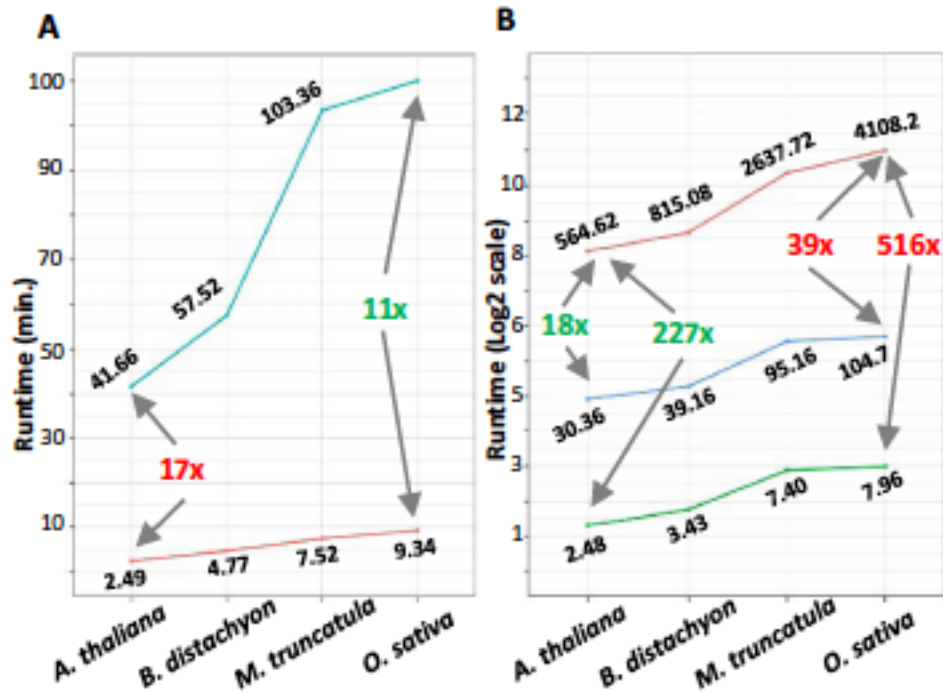 A
Runtime (min.)
100
90
70
50
30
10
41.66
57.52
103.36
11x
17x
2.49
4.77
7.52
9.34
A. thaliana
B. distachyon
M. truncatula
O. sativa
B
Runtime (Log2 scale)
12
10
8
6
5
3
1
564.62
815.08
2637.72
4108.2
39x
516x
18x
227x
30.36
39.16
95.16
104.7
2.48
3.43
7.40
7.96
A. thaliana
B. distachyon
M. truncatula
O. sativa